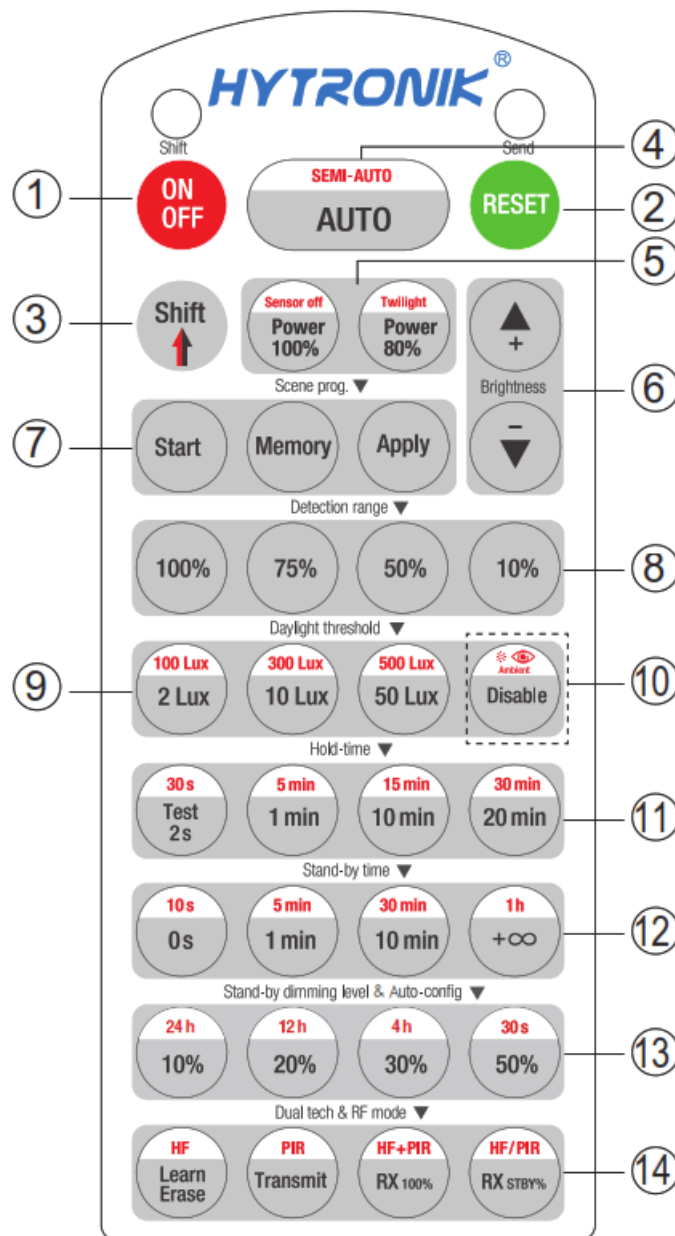 HYTRONIK®
Shift
Send
④
SEMI-AUTO
①
ON
OFF
AUTO
RESET
②
⑤
③
Shift
Sensor off
Power
100%
Twilight
Power
80%
+
Brightness
−
⑥
Scene prog. ▼
⑦
Start
Memory
Apply
Detection range ▼
100%
75%
50%
10%
⑧
Daylight threshold ▼
⑨
100 Lux
2 Lux
300 Lux
10 Lux
500 Lux
50 Lux
Ambient
Disable
⑩
Hold-time ▼
30 s
Test
2 s
5 min
1 min
15 min
10 min
30 min
20 min
⑪
Stand-by time ▼
10 s
0 s
5 min
1 min
30 min
10 min
1 h
+∞
⑫
Stand-by dimming level & Auto-config ▼
24 h
10%
12 h
20%
4 h
30%
30 s
50%
⑬
Dual tech & RF mode ▼
HF
Learn
Erase
PIR
Transmit
HF+PIR
RX 100%
HF/PIR
RX STBY%
⑭